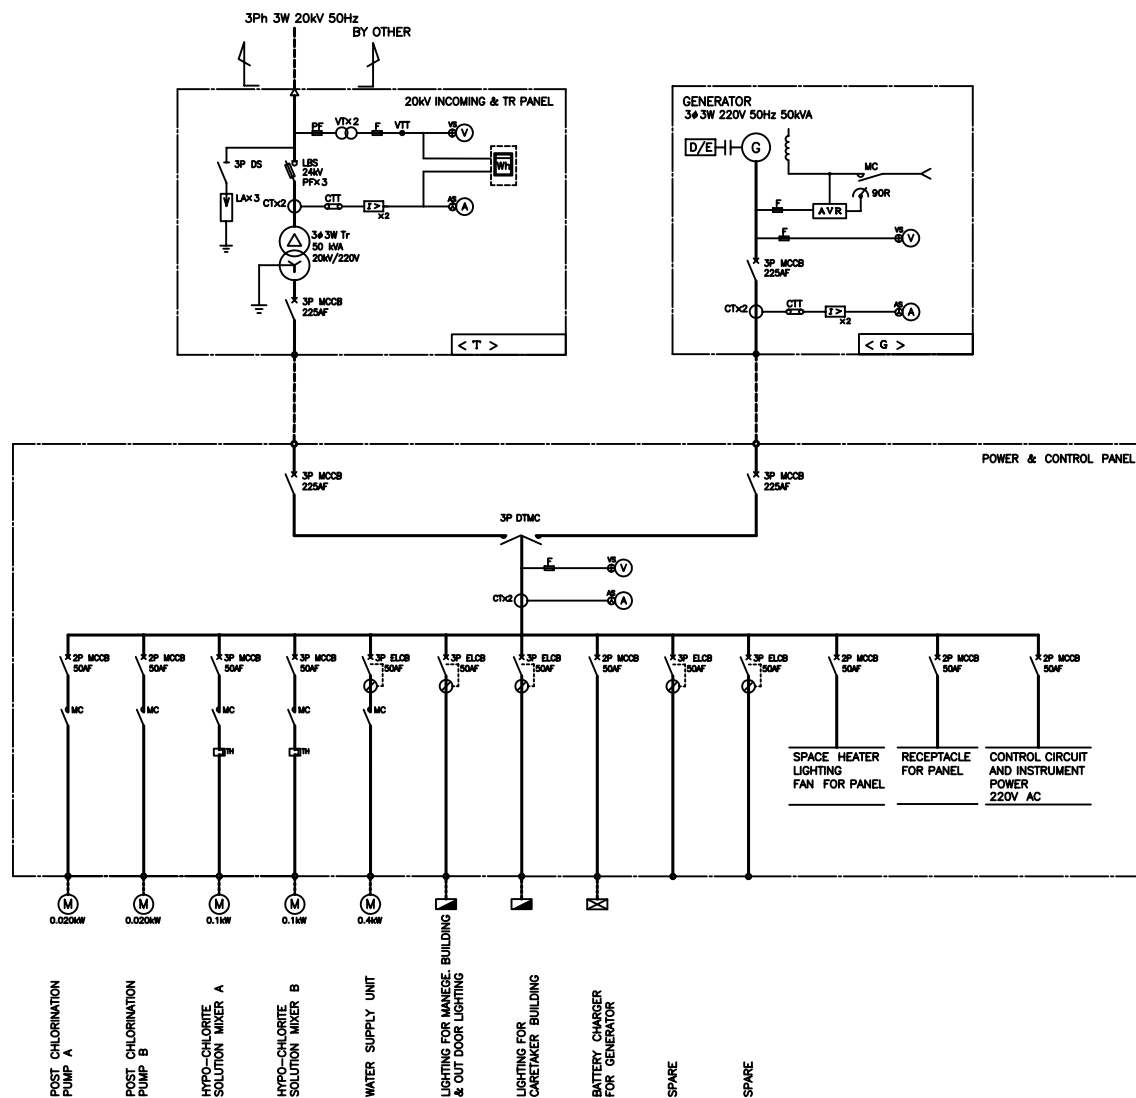 3Ph 3W 20kV 50Hz
BY OTHER
20kV INCOMING & TR PANEL
PF
VT×2
F
VTT
VS
V
3P DS
LBS
24kV
PF×3
Wh
LA×3
CT×2
CTT
I >
×2
AS
A
3ø3W Tr
50 kVA
20kV/220V
3P MCCB
225AF
< T >
GENERATOR
3ø3W 220V 50Hz 50kVA
D/E
G
MC
90R
F
AVR
F
VS
V
3P MCCB
225AF
CT×2
CTT
I >
×2
AS
A
< G >
POWER & CONTROL PANEL
3P MCCB
225AF
3P MCCB
225AF
3P DTMC
F
VS
V
CT×2
AS
A
2P MCCB
50AF
2P MCCB
50AF
3P MCCB
50AF
3P MCCB
50AF
3P ELCB
50AF
3P ELCB
50AF
3P ELCB
50AF
2P MCCB
50AF
3P ELCB
50AF
3P ELCB
50AF
2P MCCB
50AF
2P MCCB
50AF
2P MCCB
50AF
MC
MC
MC
MC
MC
TH
TH
SPACE HEATER
LIGHTING
FAN FOR PANEL
RECEPTACLE
FOR PANEL
CONTROL CIRCUIT
AND INSTRUMENT
POWER
220V AC
M
0.020kW
M
0.020kW
M
0.1kW
M
0.1kW
M
0.4kW
POST CHLORINATION
PUMP A
POST CHLORINATION
PUMP B
HYPO-CHLORITE
SOLUTION MIXER A
HYPO-CHLORITE
SOLUTION MIXER B
WATER SUPPLY UNIT
LIGHTING FOR MANEGE. BUILDING
& OUT DOOR LIGHTING
LIGHTING FOR
CARETAKER BUILDING
BATTERY CHARGER
FOR GENERATOR
SPARE
SPARE